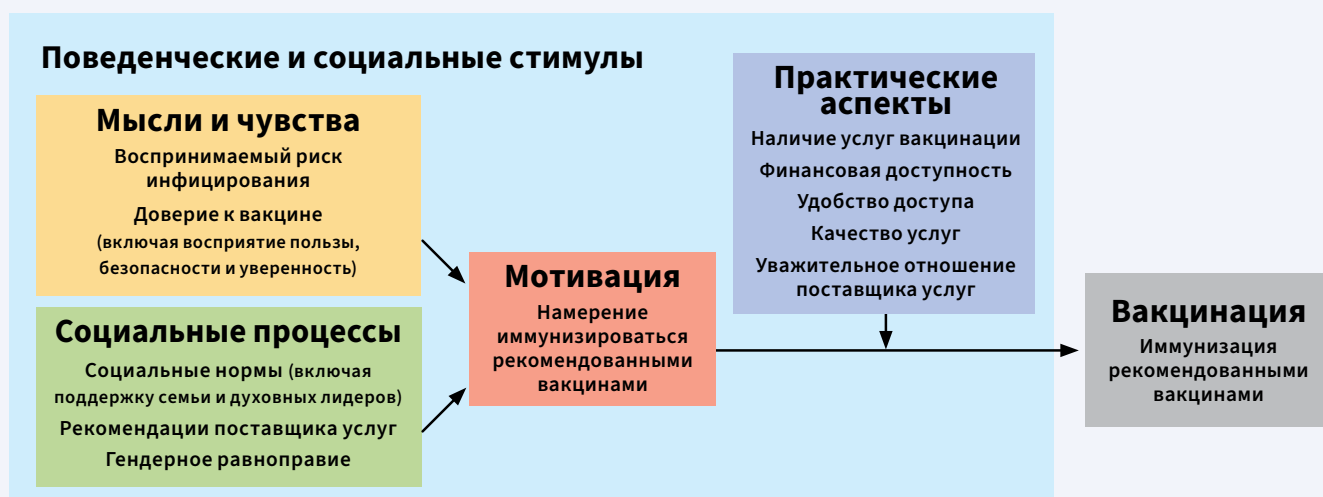 Поведенческие и социальные стимулы
Мысли и чувства
Воспринимаемый риск
инфицирования
Доверие к вакцине
(включая восприятие пользы,
безопасности и уверенность)
Социальные процессы
Социальные нормы (включая
поддержку семьи и духовных лидеров)
Рекомендации поставщика услуг
Гендерное равноправие
Мотивация
Намерение
иммунизироваться
рекомендованными
вакцинами
Практические
аспекты
Наличие услуг вакцинации
Финансовая доступность
Удобство доступа
Качество услуг
Уважительное отношение
поставщика услуг
Вакцинация
Иммунизация
рекомендованными
вакцинами